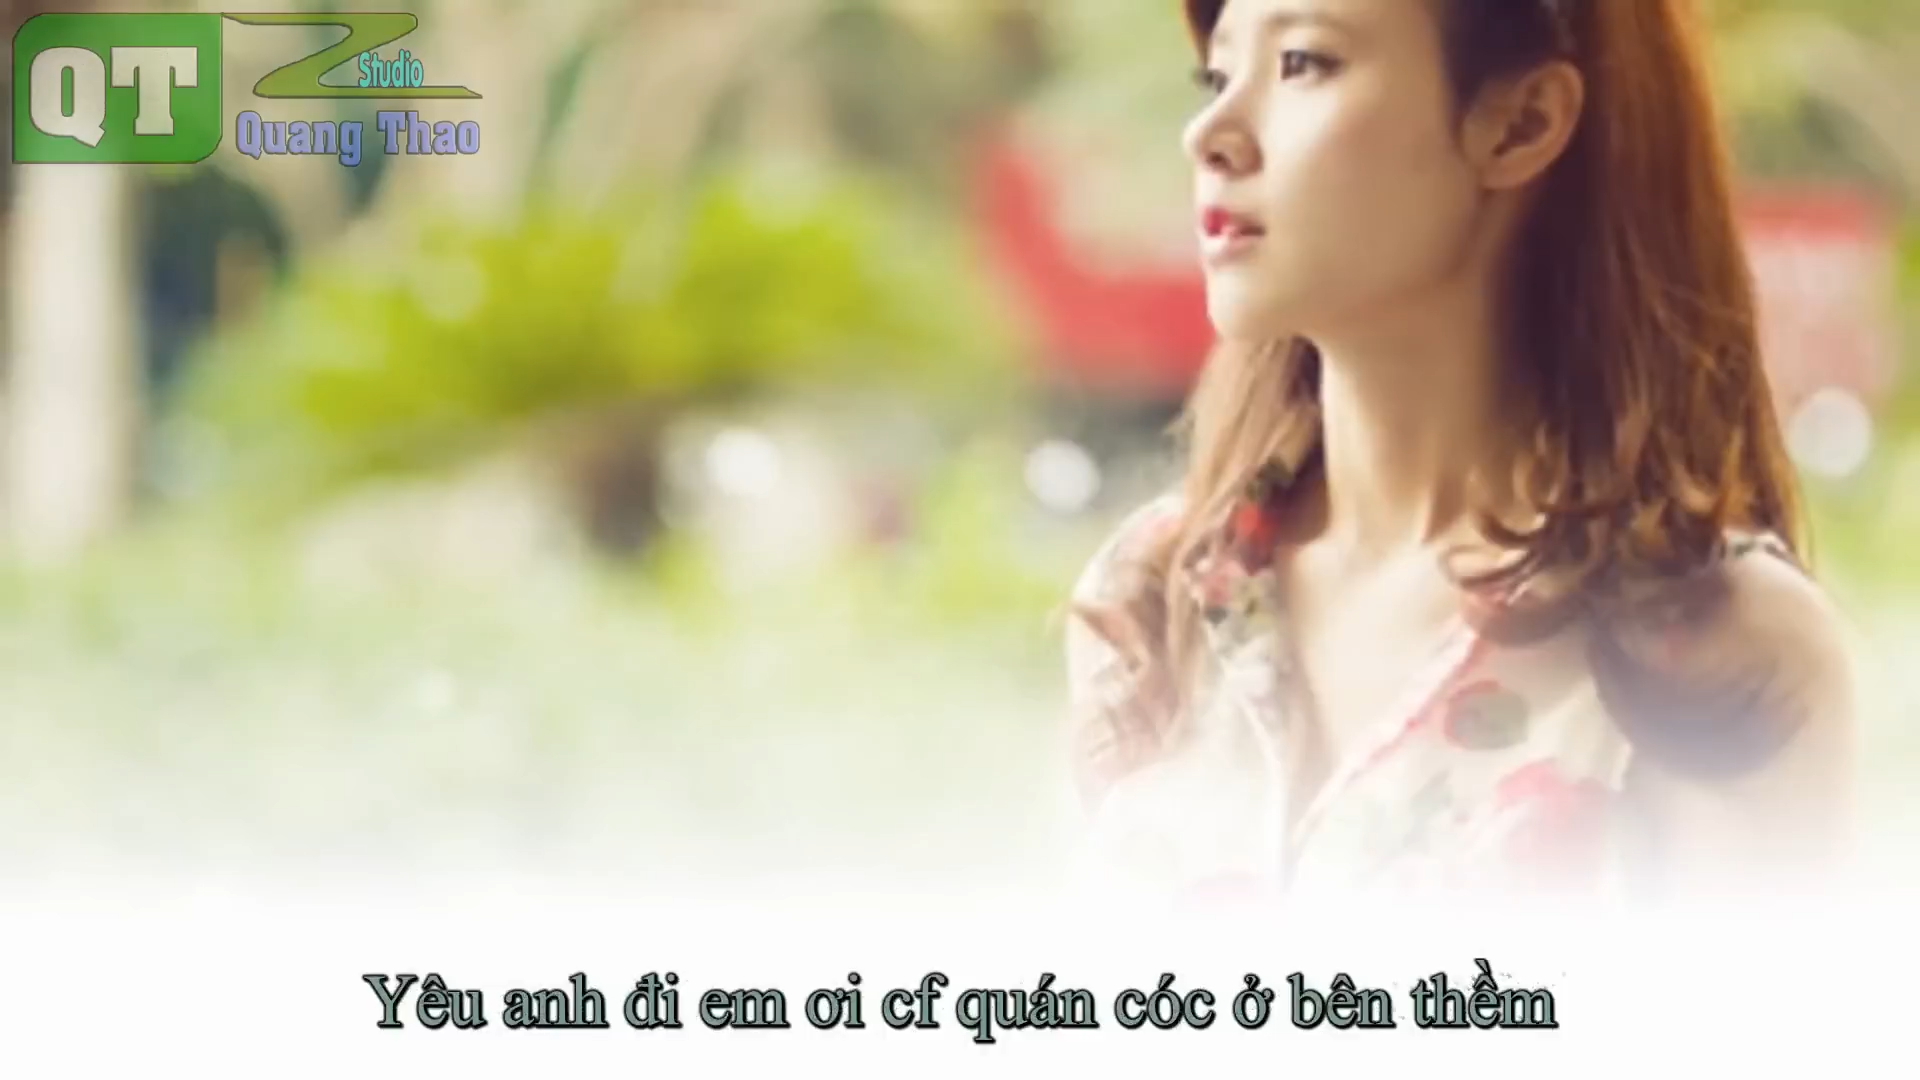 QT
Studio
Quang Thao
Yêu anh đi em ơi cf quán cóc ở bên thềm